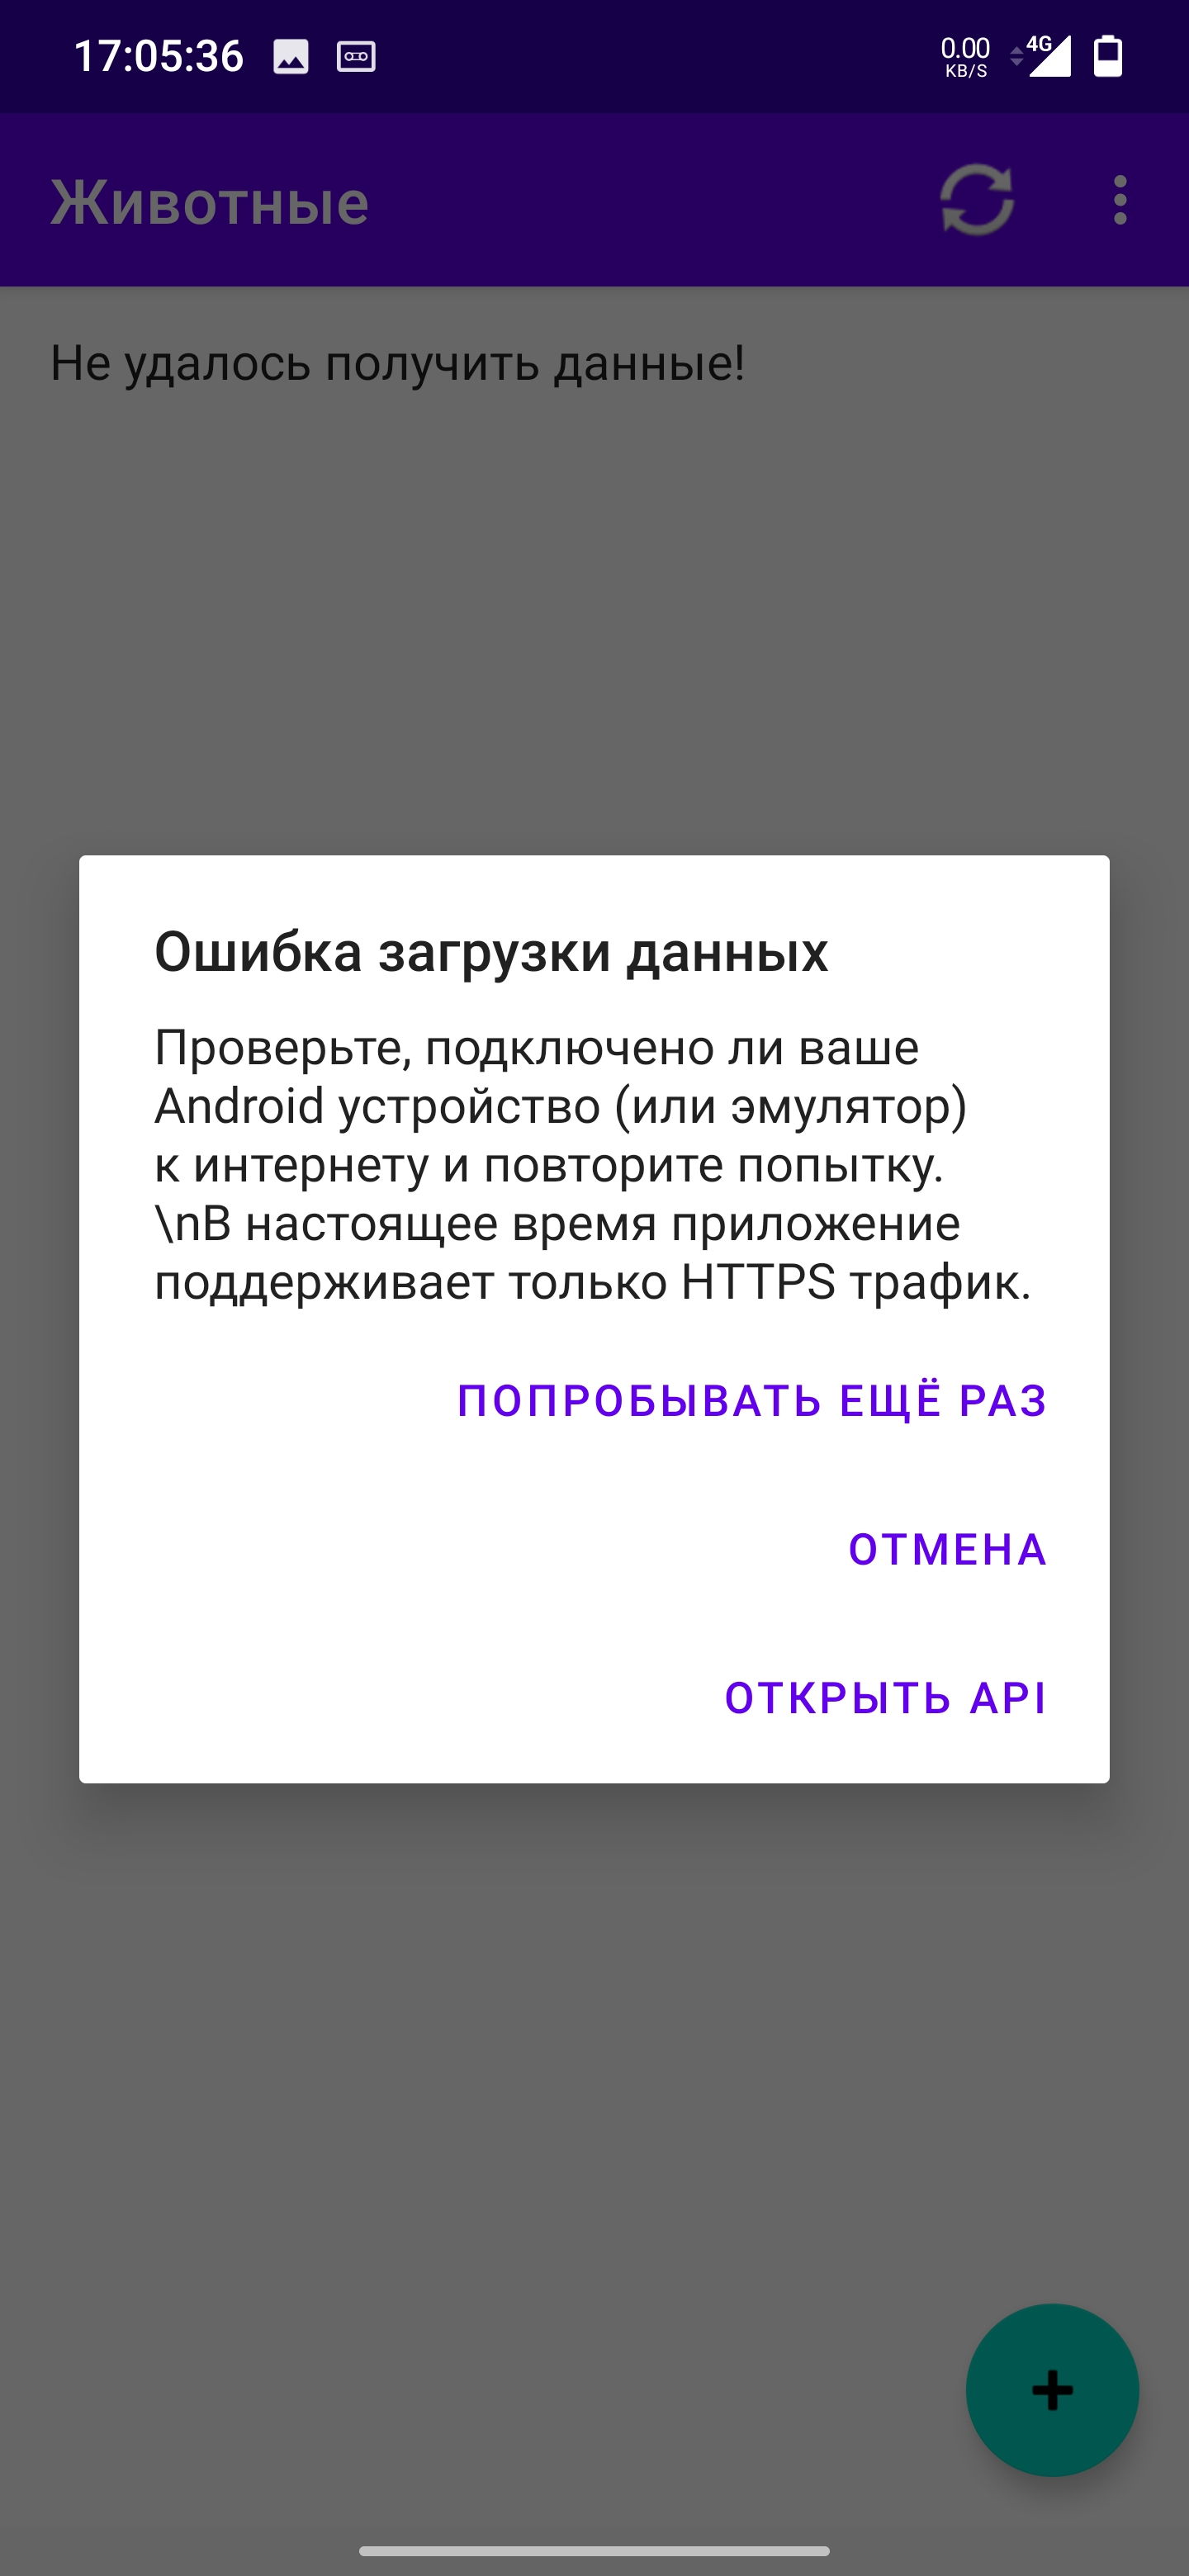 17:05:36
0.00
KB/S
4G
Животные
Не удалось получить данные!
Ошибка загрузки данных
Проверьте, подключено ли ваше
Android устройство (или эмулятор)
к интернету и повторите попытку.
\nВ настоящее время приложение
поддерживает только HTTPS трафик.
ПОПРОБЫВАТЬ ЕЩЁ РАЗ
ОТМЕНА
ОТКРЫТЬ API